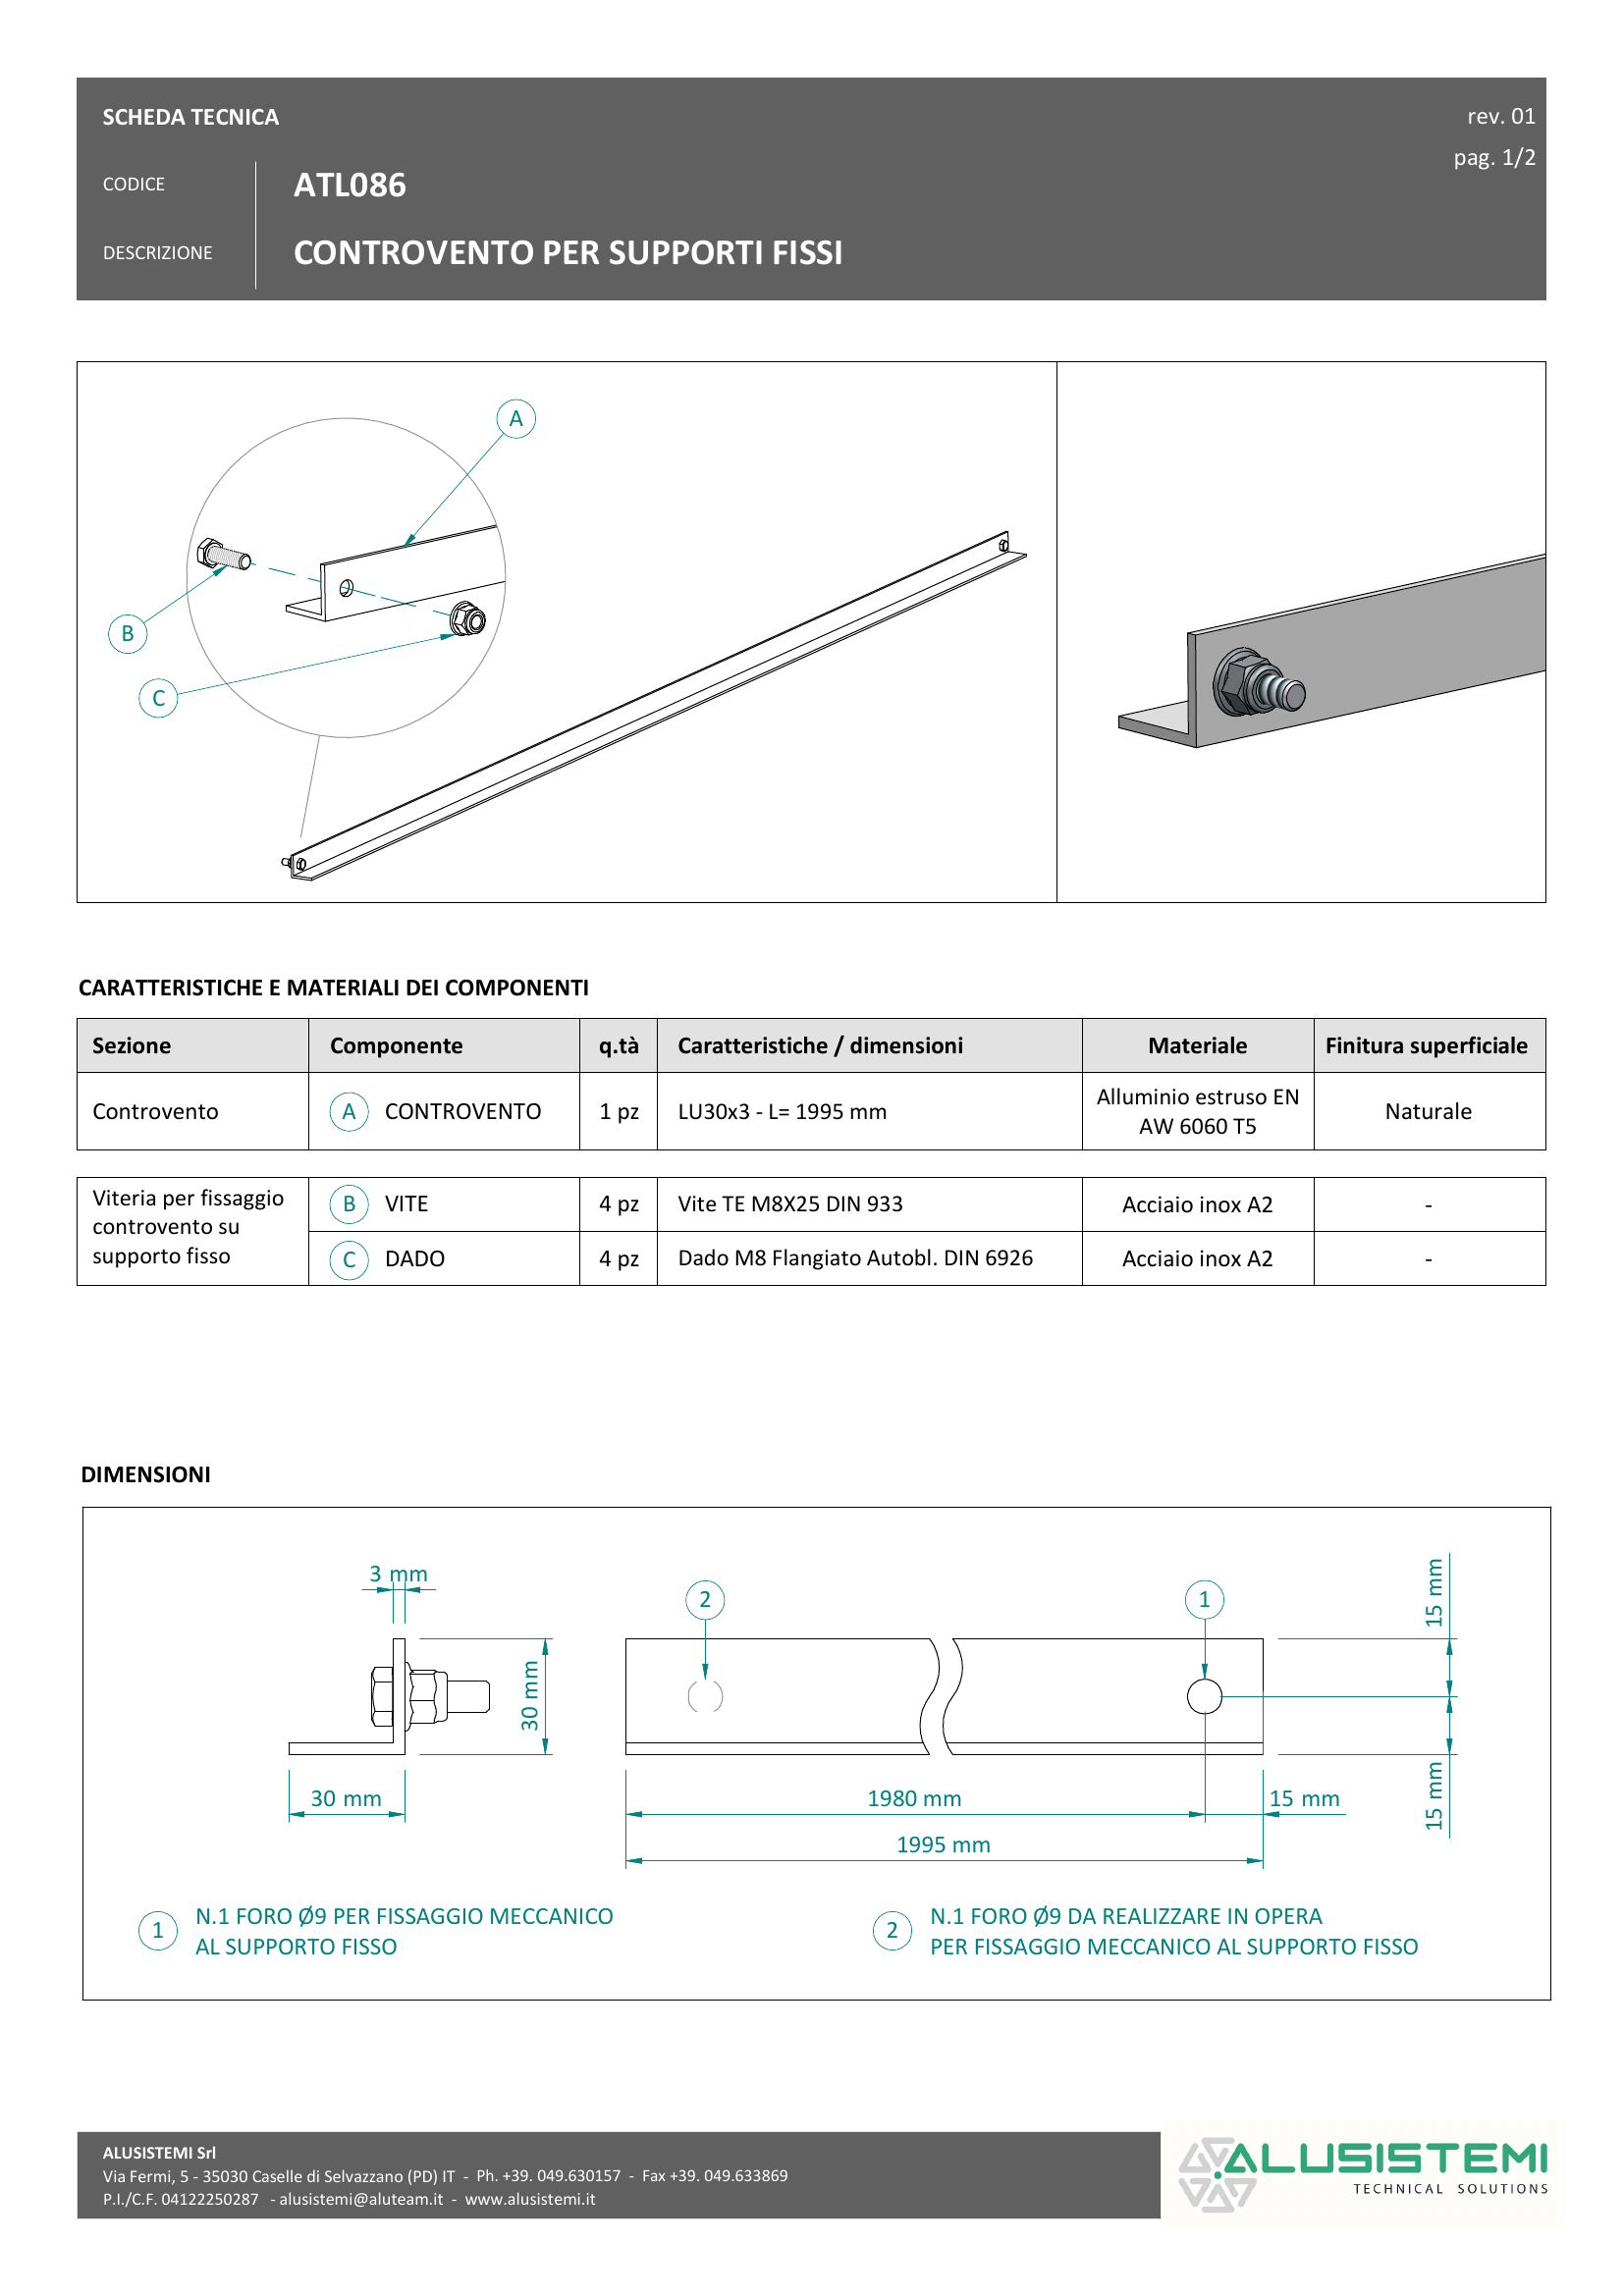 SCHEDA TECNICA
rev. 01
pag. 1/2
CODICE
ATL086
DESCRIZIONE
CONTROVENTO PER SUPPORTI FISSI
A
B
C
CARATTERISTICHE E MATERIALI DEI COMPONENTI
Sezione Componente q.tà Caratteristiche / dimensioni Materiale Finitura superficiale
Controvento A CONTROVENTO 1 pz LU30x3 - L= 1995 mm Alluminio estruso EN
AW 6060 T5 Naturale
Viteria per fissaggio
controvento su
supporto fisso
B VITE 4 pz Vite TE M8X25 DIN 933 Acciaio inox A2 -
C DADO 4 pz Dado M8 Flangiato Autobl. DIN 6926 Acciaio inox A2 -
DIMENSIONI
3 mm
2
1
15 mm
30 mm
15 mm
30 mm
1980 mm
15 mm
1995 mm
1 N.1 FORO Ø9 PER FISSAGGIO MECCANICO
AL SUPPORTO FISSO
2 N.1 FORO Ø9 DA REALIZZARE IN OPERA
PER FISSAGGIO MECCANICO AL SUPPORTO FISSO
ALUSISTEMI Srl
Via Fermi, 5 - 35030 Caselle di Selvazzano (PD) IT - Ph. +39. 049.630157 - Fax +39. 049.633869
P.I./C.F. 04122250287 - alusistemi@aluteam.it - www.alusistemi.it
ALUSISTEMI
TECHNICAL SOLUTIONS